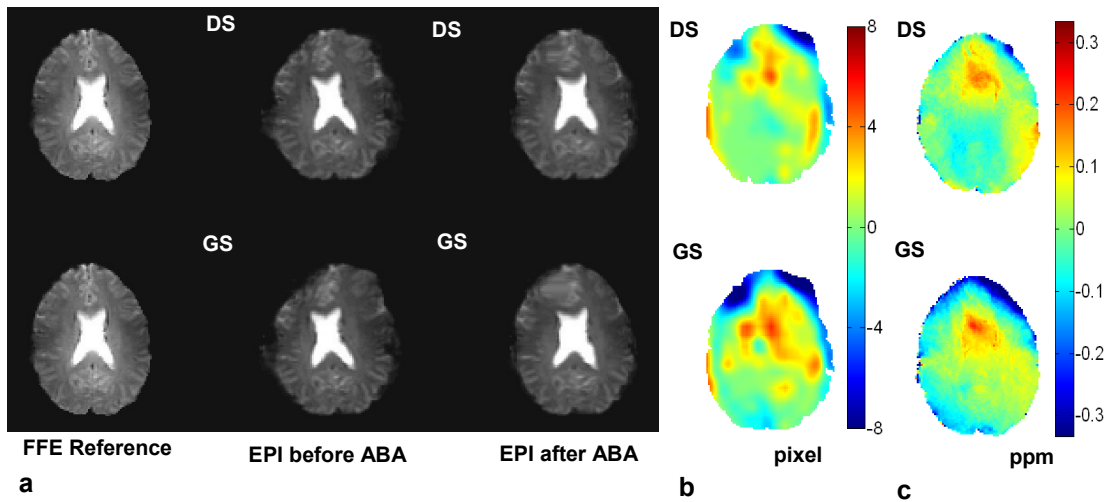 DS
DS
GS
GS
FFE Reference
EPI before ABA
EPI after ABA
a
DS
GS
8
4
0
-4
-8
pixel
b
DS
GS
0.3
0.2
0.1
0
-0.1
-0.2
-0.3
ppm
c